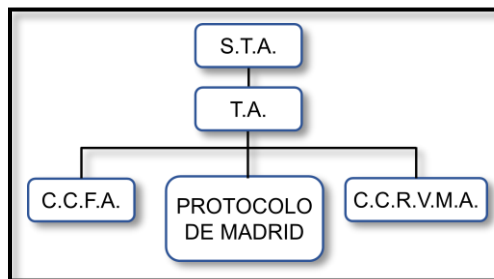 S.T.A.
T.A.
C.C.F.A.
PROTOCOLO
DE MADRID
C.C.R.V.M.A.